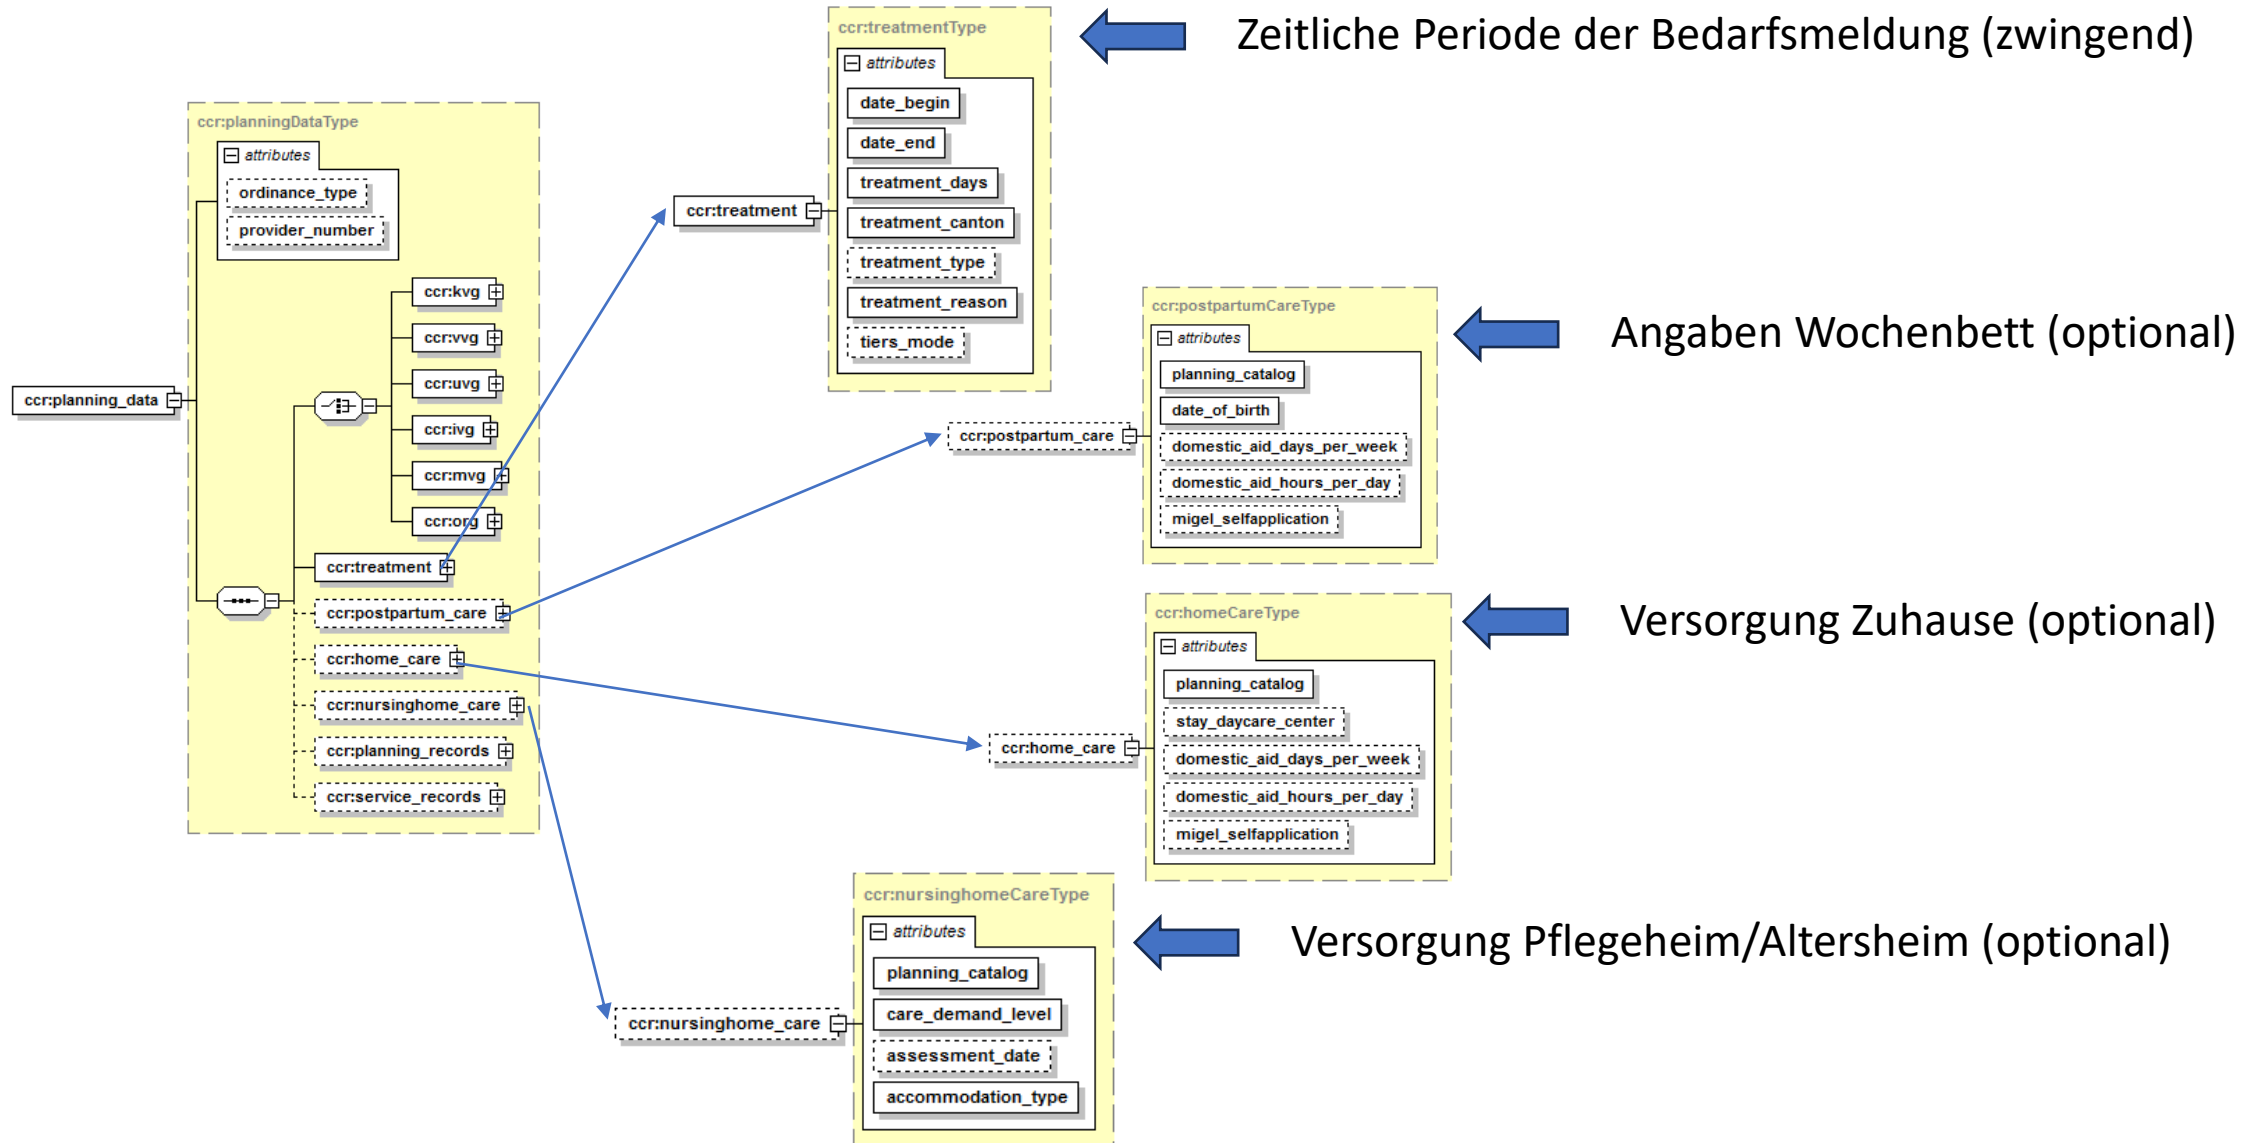 ccr:planning_data
ccr:planningDataType
attributes
ordinance_type
provider_number
ccr:kvg
ccr:vvg
ccr:uvg
ccr:ivg
ccr:mvg
ccr:org
ccr:treatment
ccr:postpartum_care
ccr:home_care
ccr:nursinghome_care
ccr:planning_records
ccr:service_records
ccr:treatment
ccr:treatmentType
attributes
date_begin
date_end
treatment_days
treatment_canton
treatment_type
treatment_reason
tiers_mode
Zeitliche Periode der Bedarfsmeldung (zwingend)
ccr:postpartum_care
ccr:postpartumCareType
attributes
planning_catalog
date_of_birth
domestic_aid_days_per_week
domestic_aid_hours_per_day
migel_selfapplication
Angaben Wochenbett (optional)
ccr:home_care
ccr:homeCareType
attributes
planning_catalog
stay_daycare_center
domestic_aid_days_per_week
domestic_aid_hours_per_day
migel_selfapplication
Versorgung Zuhause (optional)
ccr:nursinghome_care
ccr:nursinghomeCareType
attributes
planning_catalog
care_demand_level
assessment_date
accommodation_type
Versorgung Pflegeheim/Altersheim (optional)